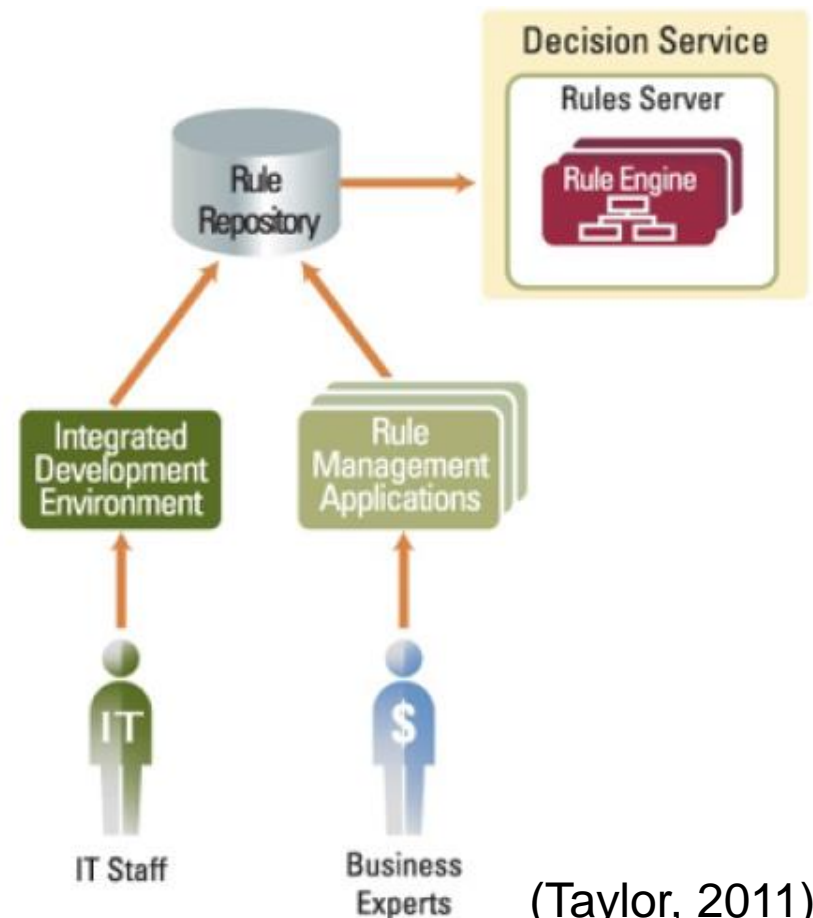 Decision Service
Rules Server
Rule Engine
Rule
Repository
Integrated
Development
Environment
Rule
Management
Applications
IT
$
IT Staff
Business
Experts
(Taylor, 2011)